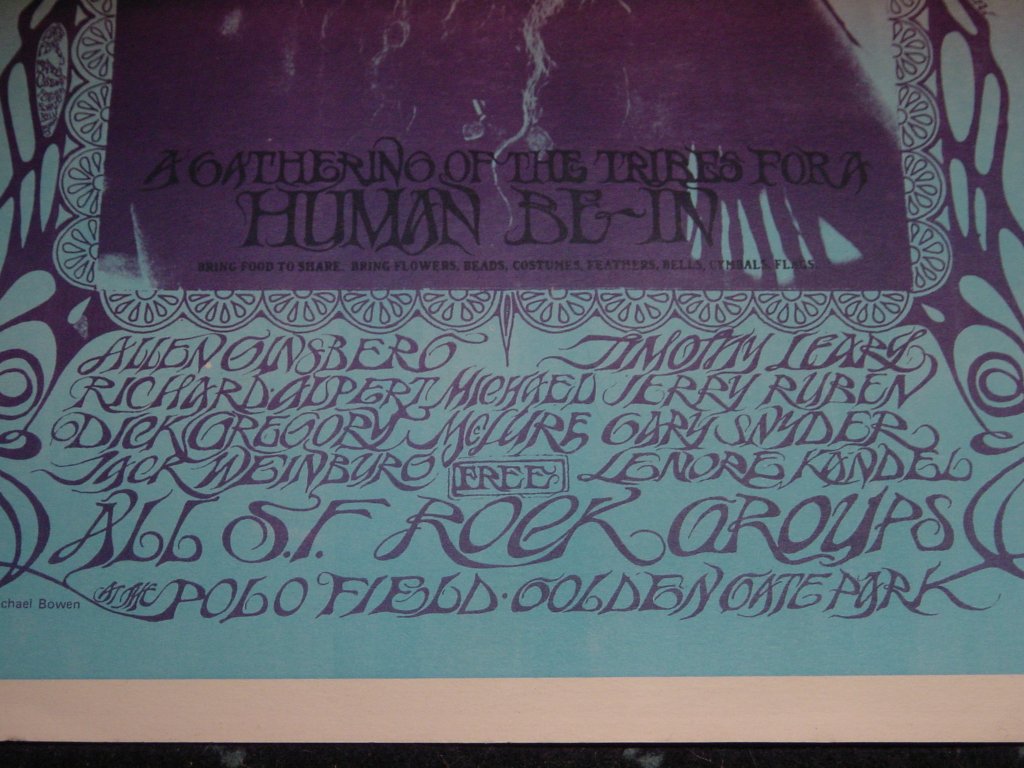 A GATHERING OF THE TRIBES FOR A
HUMAN BE-IN
BRING FOOD TO SHARE. BRING FLOWERS, BEADS, COSTUMES, FEATHERS, BELLS, CYMBALS, FLAGS.
ALLEN GINSBERG TIMOTHY LEARY
RICHARD ALPERT MICHAEL JERRY RUBEN
DICK GREGORY McCLURE GARY SNYDER
JACK WEINBURG FREE LENORE KANDEL
ALL S.F. ROCK GROUPS
AT THE POLO FIELD · GOLDEN GATE PARK
chael Bowen